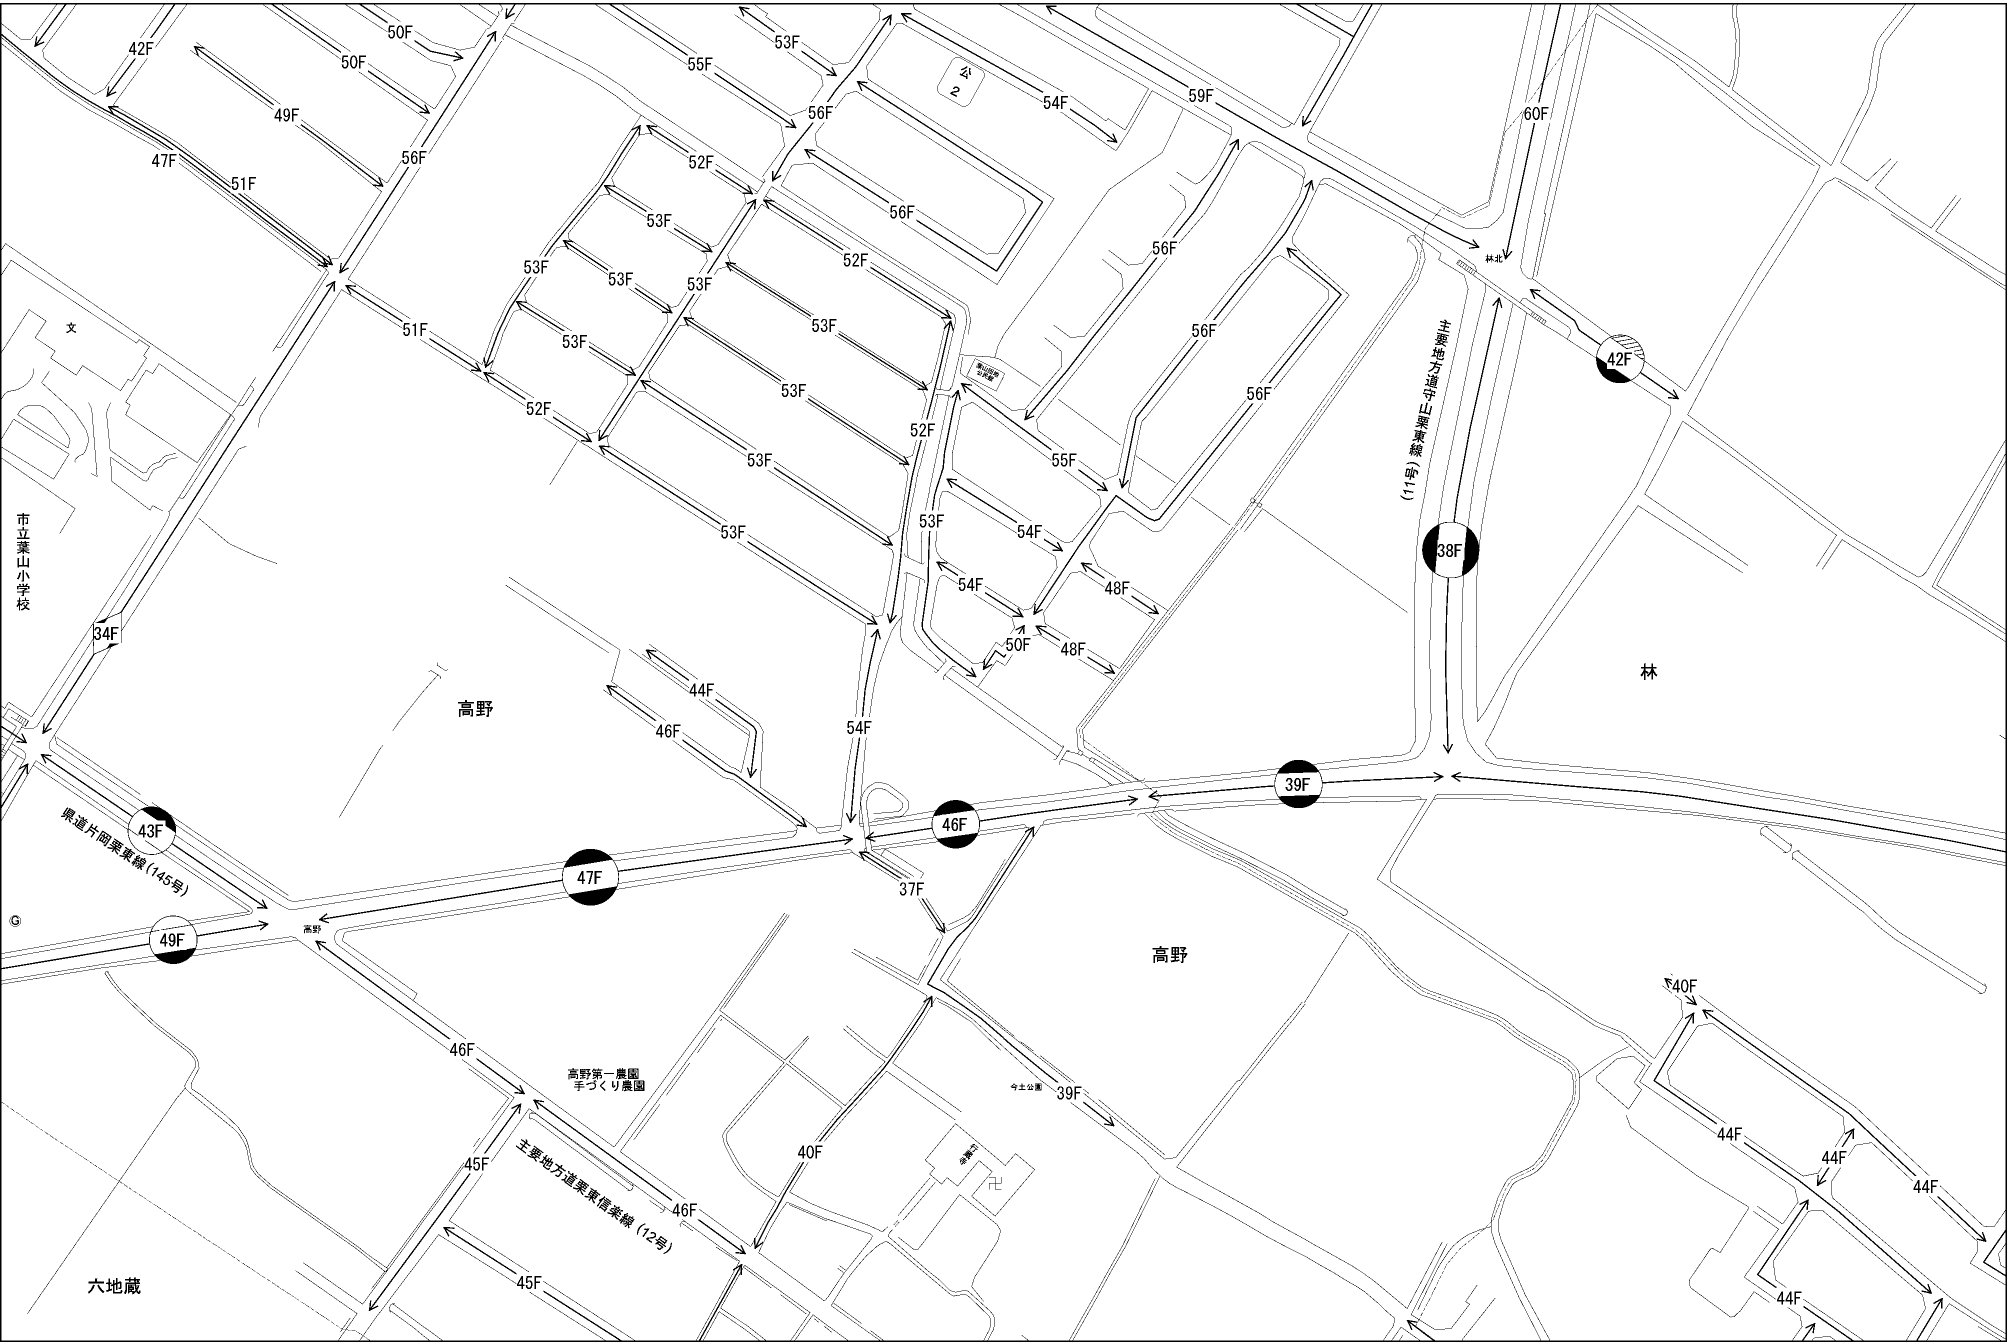 50F
42F
53F
50F
55F
公
2
54F
59F
49F
56F
60F
56F
47F
51F
52F
53F
56F
56F
52F
林北
53F
53F
53F
文
51F
53F
53F
56F
主要地方道守山栗東線 (11号)
42F
53F
56F
52F
52F
53F
55F
53F
53F
54F
38F
市立葉山小学校
54F
48F
34F
50F
48F
林
44F
高野
46F
54F
39F
43F
46F
県道片岡栗東線 (145号)
47F
37F
G
高野
49F
高野
40F
46F
高野第一農園
手づくり農園
今土公園
39F
44F
40F
44F
45F
44F
主要地方道栗東信楽線 (12号)
46F
六地蔵
45F
44F